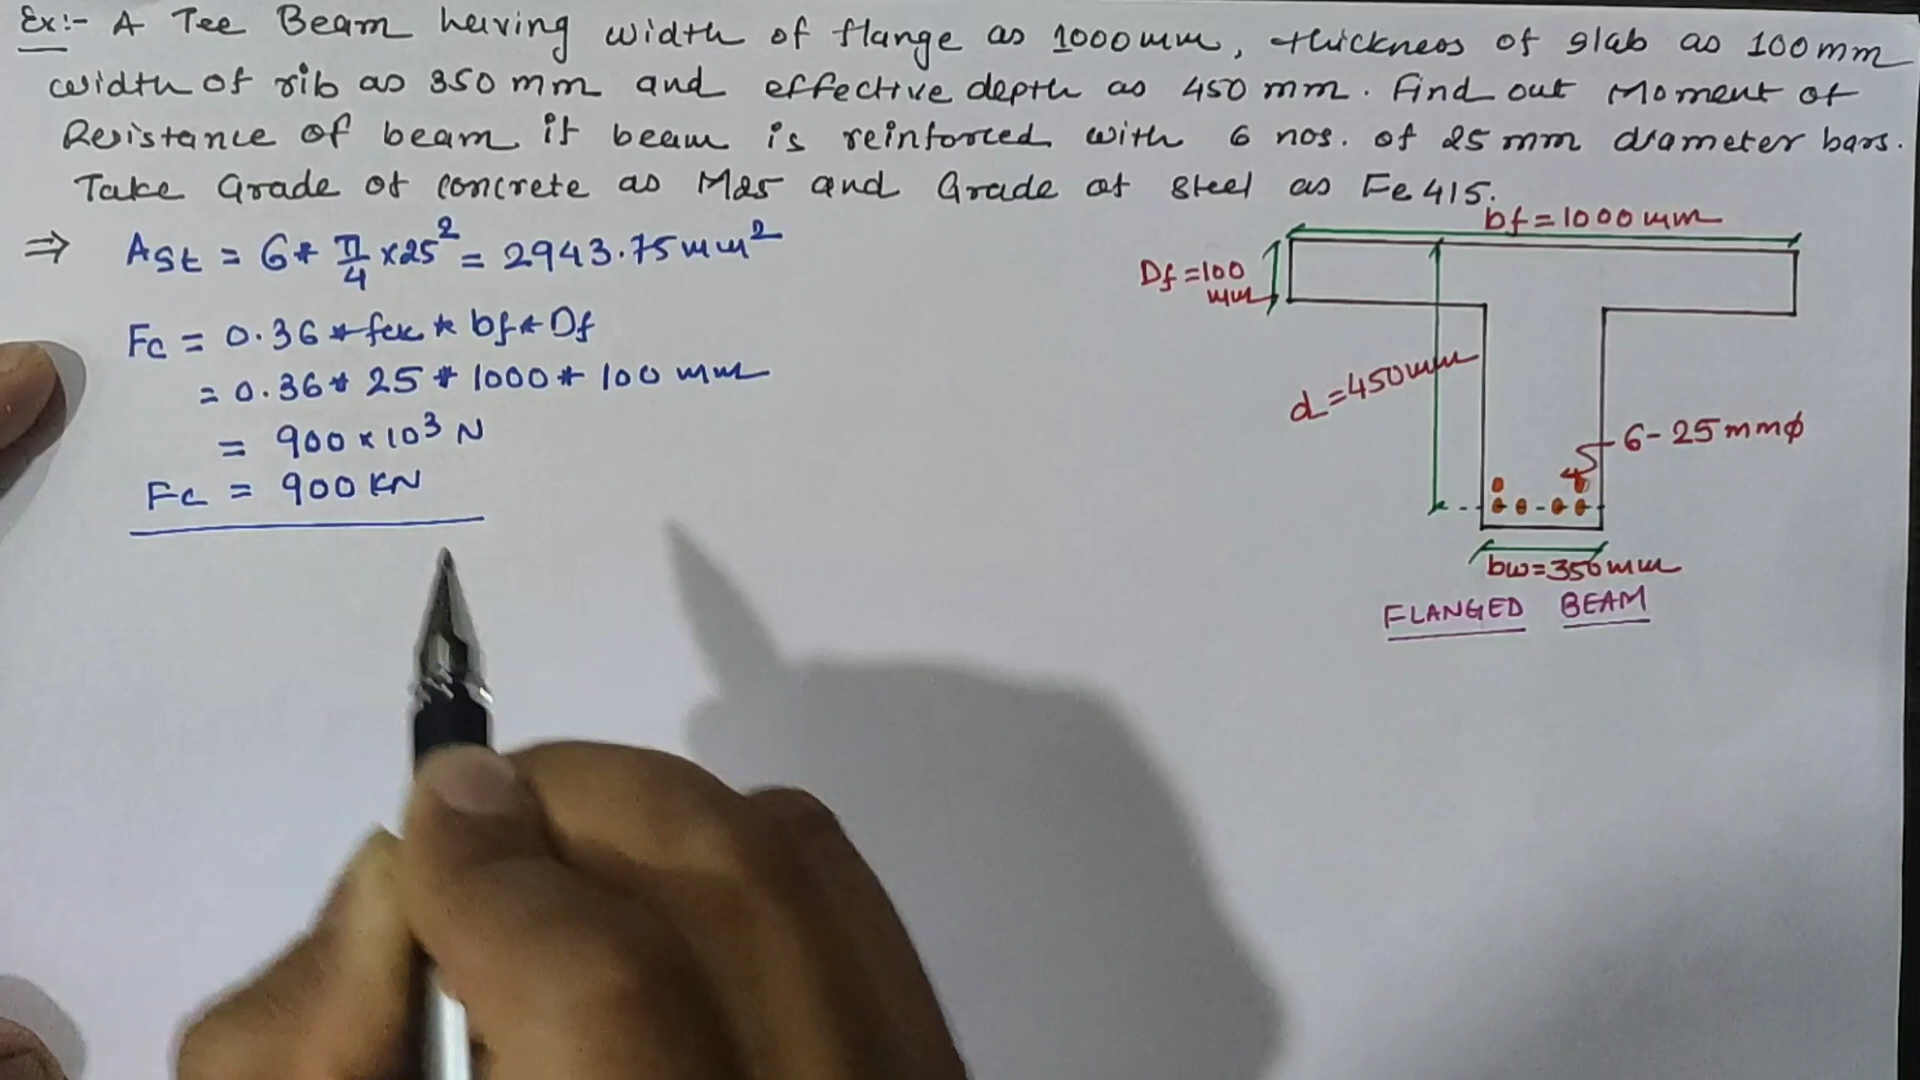 Ex:- A Tee Beam having width of flange as 1000mm, thickness of slab as 100mm
width of rib as 350 mm and effective depth as 450 mm. Find out Moment of
Resistance of beam if beam is reinforced with 6 nos. of 25 mm diameter bars.
Take Grade of concrete as M25 and Grade of steel as Fe415.
⇒ Ast = 6 * π/4 × 25² = 2943.75 mm²
Fc = 0.36 * fck * bf * Df
= 0.36 * 25 * 1000 * 100 mm
= 900 × 10³ N
Fc = 900 KN
bf = 1000 mm
Df = 100
mm
d = 450mm
6 - 25 mmϕ
bw = 350 mm
FLANGED BEAM